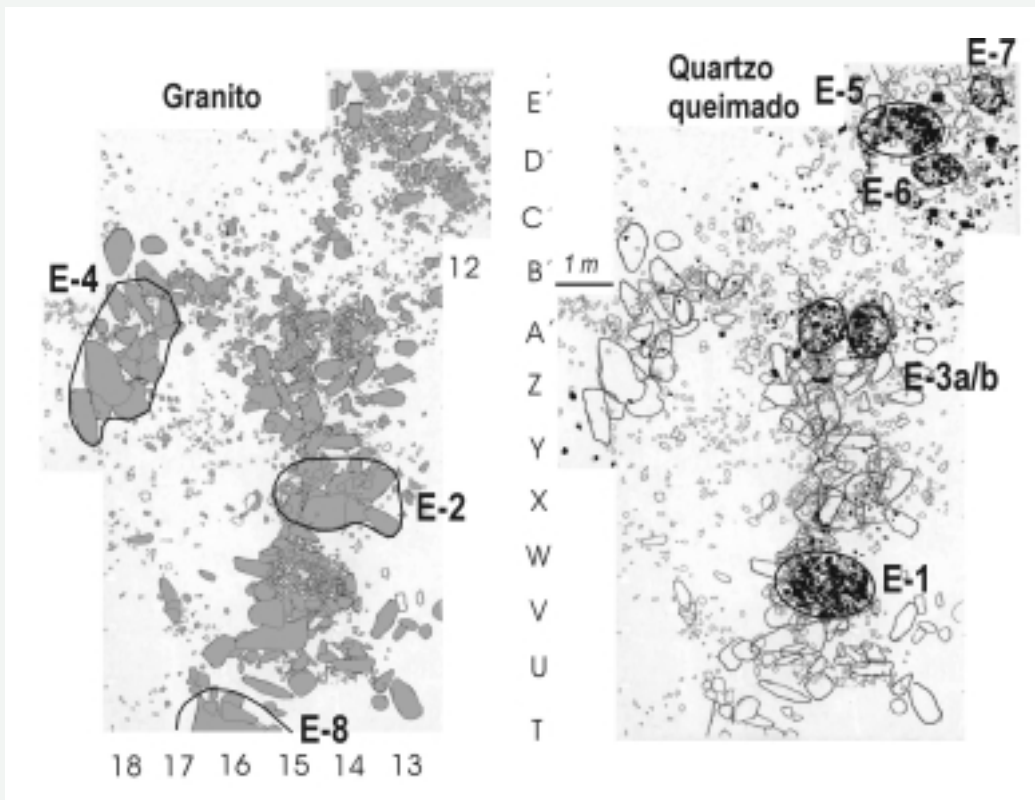 Granito
Quartzo
queimado
E-7
E-5
E´
D´
E-6
C´
E-4
12
B´
1 m
A´
E-3a/b
Z
Y
X
E-2
W
E-1
V
U
E-8
T
18 17 16 15 14 13